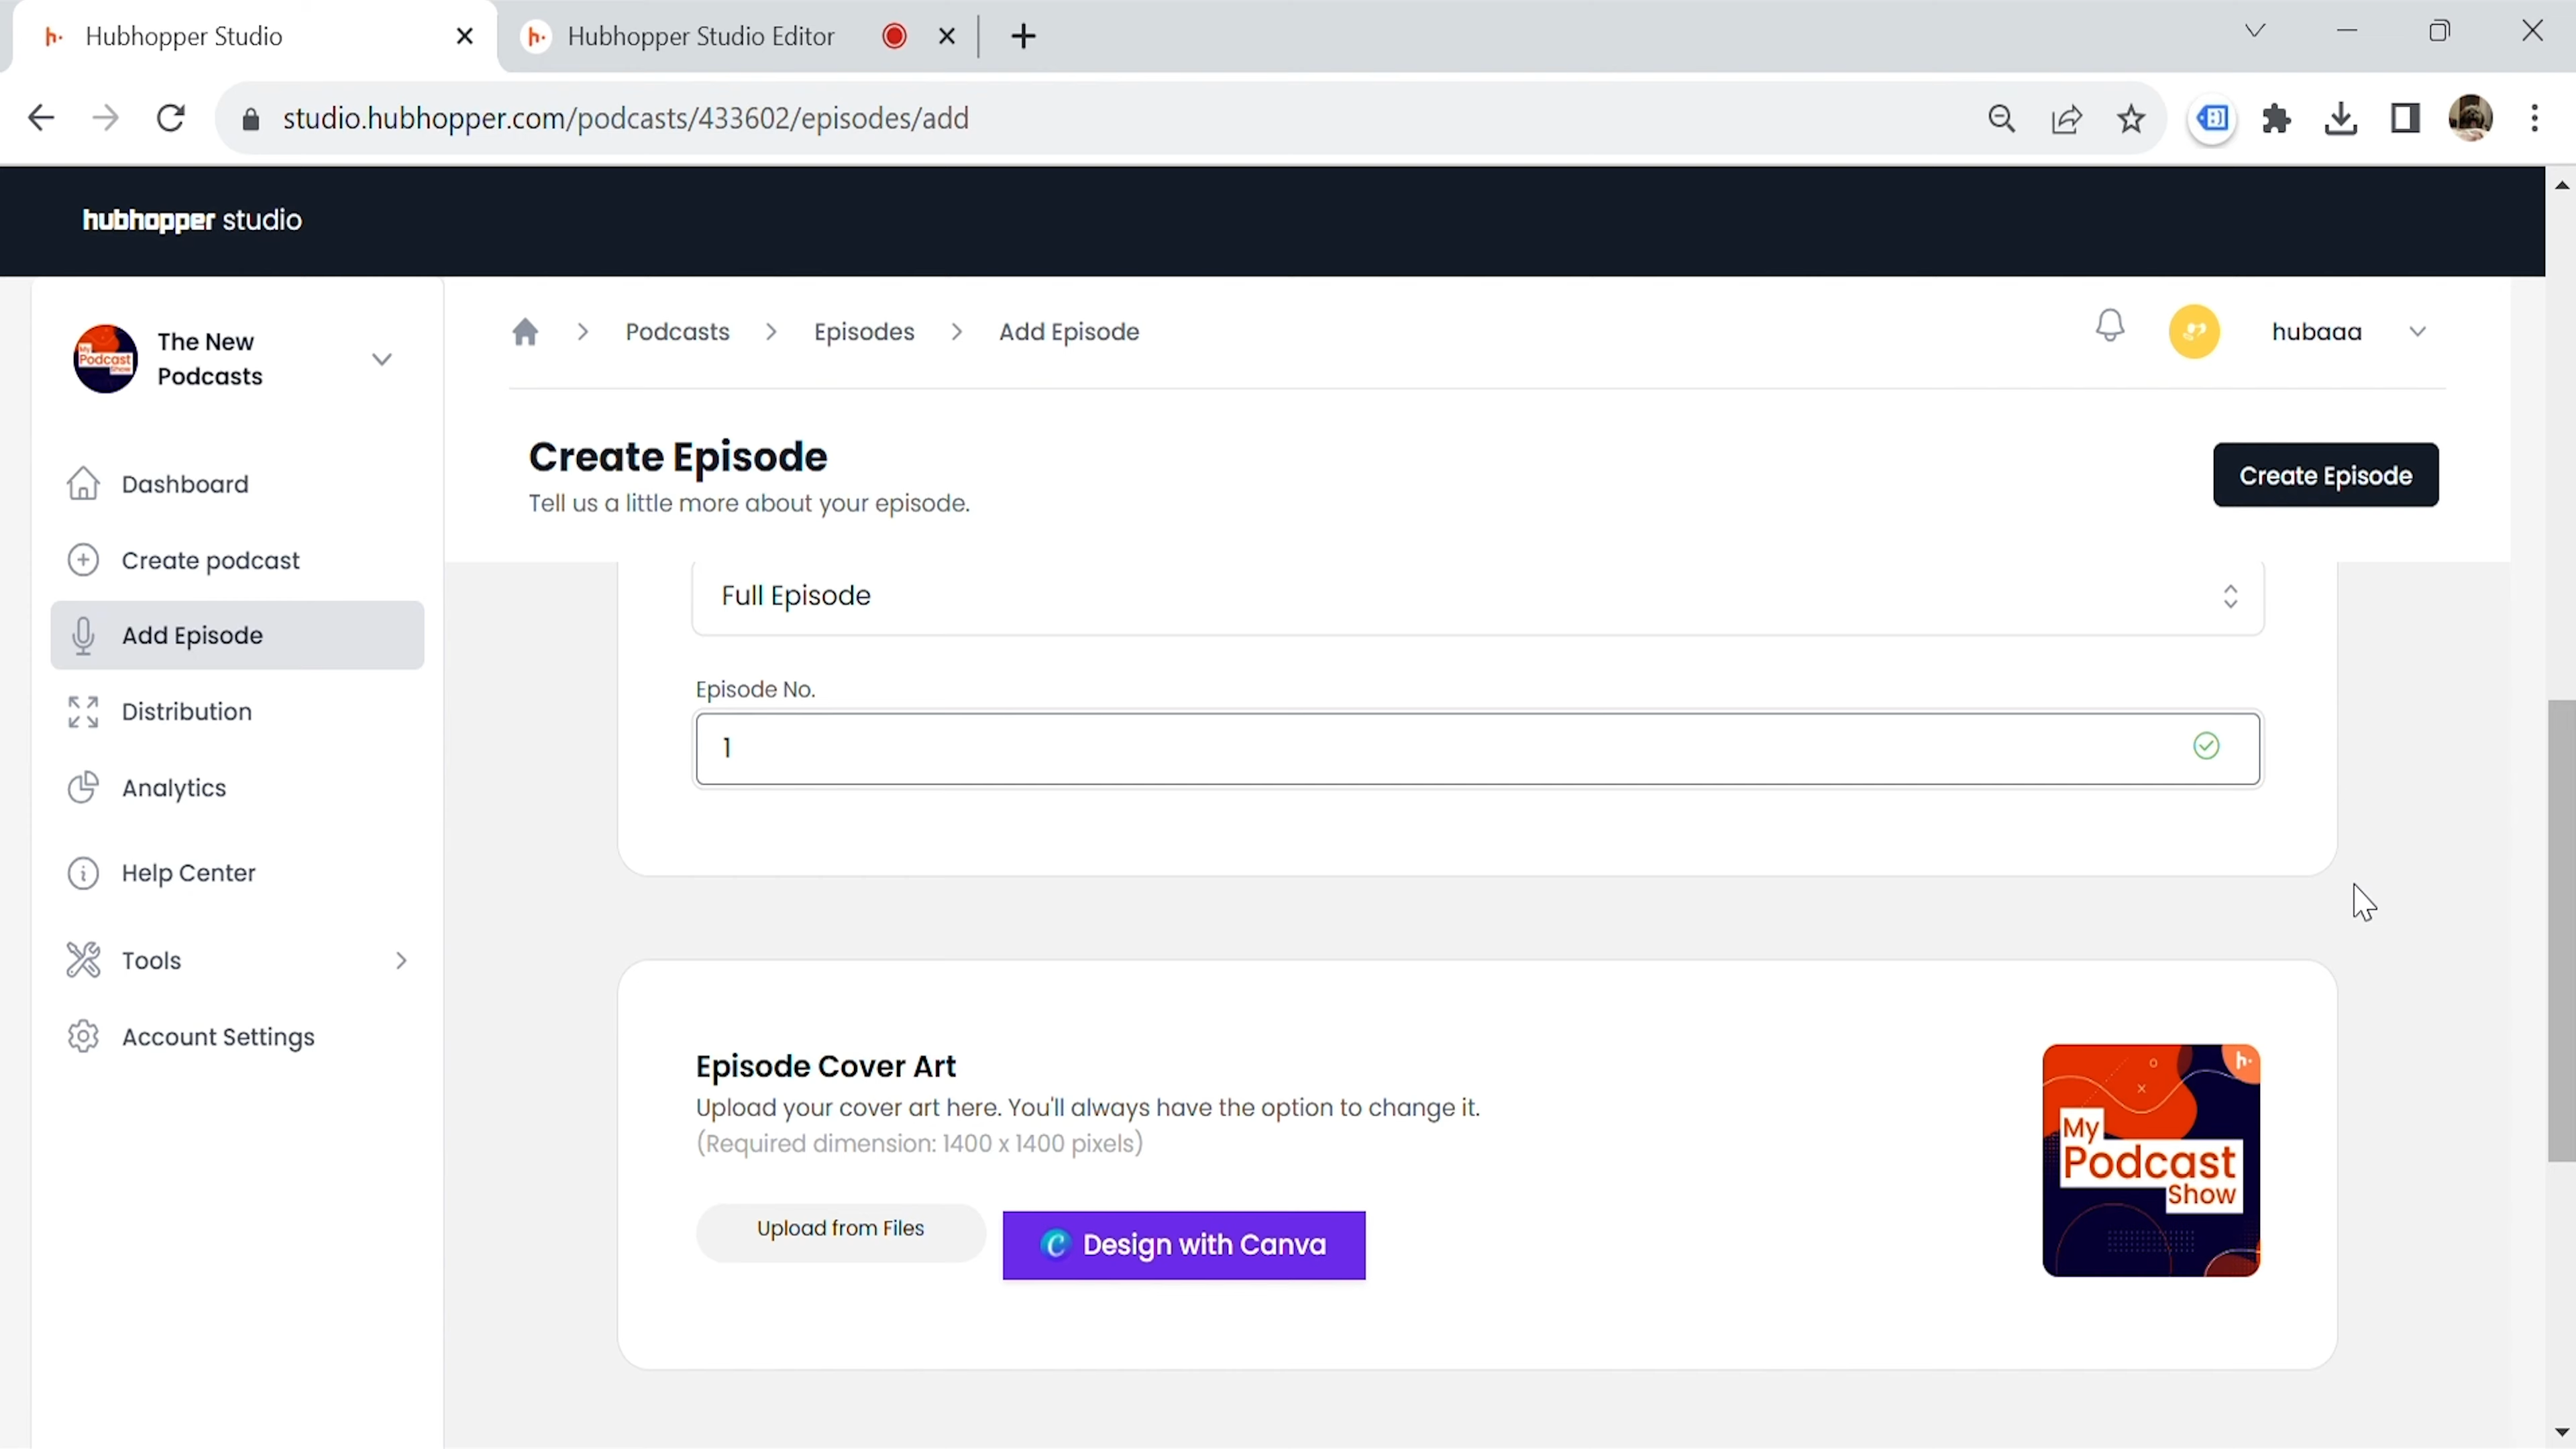 Hubhopper Studio
Hubhopper Studio Editor
studio.hubhopper.com/podcasts/433602/episodes/add
hubhopper studio
The New
Podcasts
Dashboard
Create podcast
Add Episode
Distribution
Analytics
Help Center
Tools
Account Settings
Podcasts
Episodes
Add Episode
hubaaa
Create Episode
Tell us a little more about your episode.
Create Episode
Full Episode
Episode No.
1
Episode Cover Art
Upload your cover art here. You'll always have the option to change it.
(Required dimension: 1400 x 1400 pixels)
Upload from Files
Design with Canva
h.
My
Podcast
Show